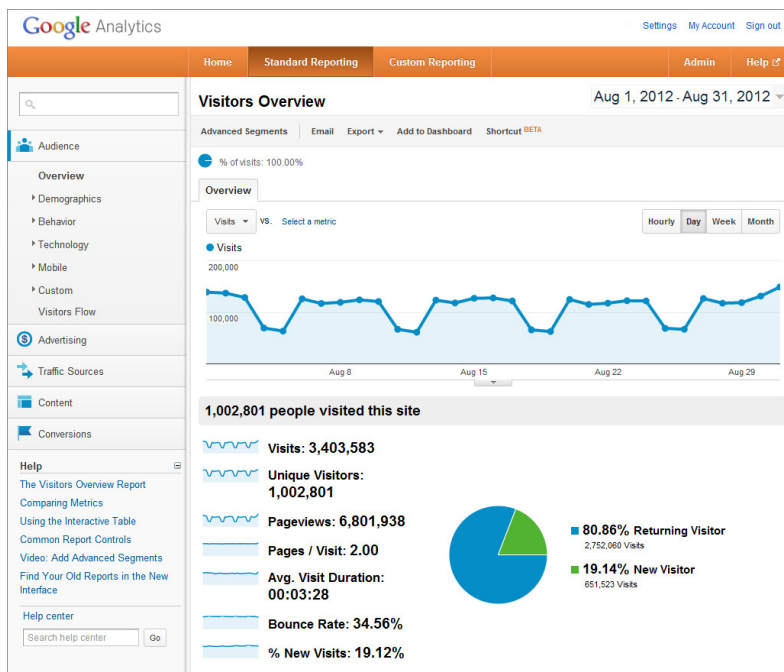 Google Analytics
Settings My Account Sign out
Home Standard Reporting Custom Reporting Admin Help
Visitors Overview
Aug 1, 2012 - Aug 31, 2012
Advanced Segments Email Export Add to Dashboard Shortcut BETA
% of visits: 100.00%
Overview
Visits vs. Select a metric
Hourly Day Week Month
Visits
200,000
100,000
Aug 8 Aug 15 Aug 22 Aug 29
Audience
Overview
Demographics
Behavior
Technology
Mobile
Custom
Visitors Flow
Advertising
Traffic Sources
Content
Conversions
Help
The Visitors Overview Report
Comparing Metrics
Using the Interactive Table
Common Report Controls
Video: Add Advanced Segments
Find Your Old Reports in the New
Interface
Help center
Search help center Go
1,002,801 people visited this site
Visits: 3,403,583
Unique Visitors:
1,002,801
Pageviews: 6,801,938
Pages / Visit: 2.00
Avg. Visit Duration:
00:03:28
Bounce Rate: 34.56%
% New Visits: 19.12%
80.86% Returning Visitor
2,752,060 Visits
19.14% New Visitor
651,523 Visits